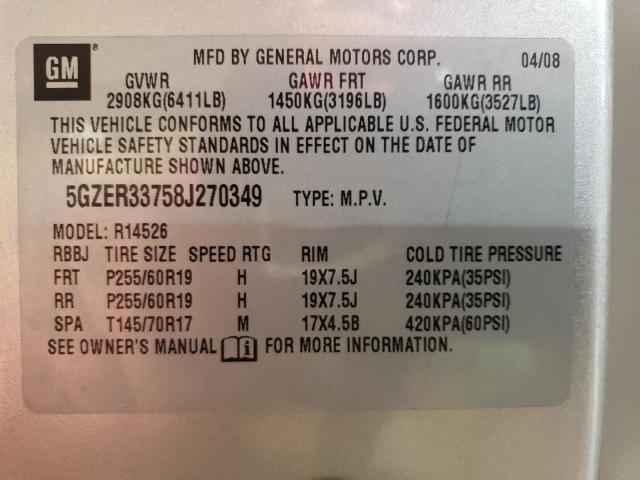 GM ® MFD BY GENERAL MOTORS CORP. 04/08
GVWR GAWR FRT GAWR RR
2908KG(6411LB) 1450KG(3196LB) 1600KG(3527LB)
THIS VEHICLE CONFORMS TO ALL APPLICABLE U.S. FEDERAL MOTOR
VEHICLE SAFETY STANDARDS IN EFFECT ON THE DATE OF
MANUFACTURE SHOWN ABOVE.
5GZER33758J270349 TYPE: M.P.V.
MODEL: R14526
RBBJ TIRE SIZE SPEED RTG RIM COLD TIRE PRESSURE
FRT P255/60R19 H 19X7.5J 240KPA(35PSI)
RR P255/60R19 H 19X7.5J 240KPA(35PSI)
SPA T145/70R17 M 17X4.5B 420KPA(60PSI)
SEE OWNER'S MANUAL i FOR MORE INFORMATION.